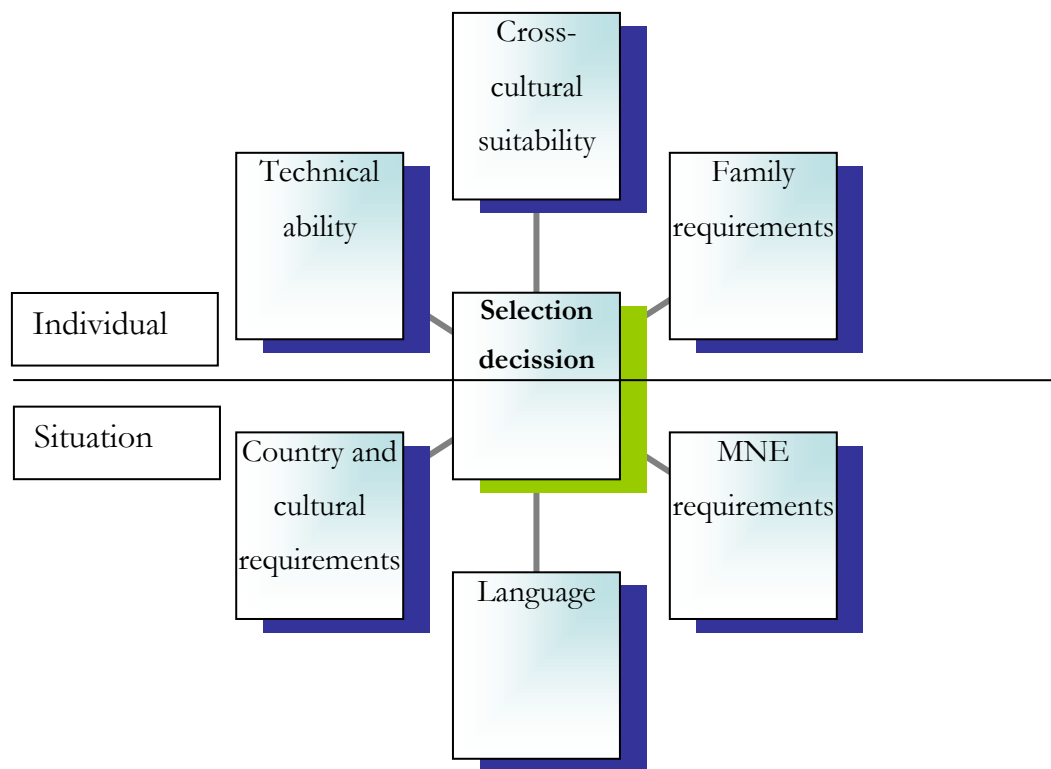 Cross-
cultural
suitability
Technical
ability
Family
requirements
Individual
Selection
decission
Situation
Country and
cultural
requirements
MNE
requirements
Language